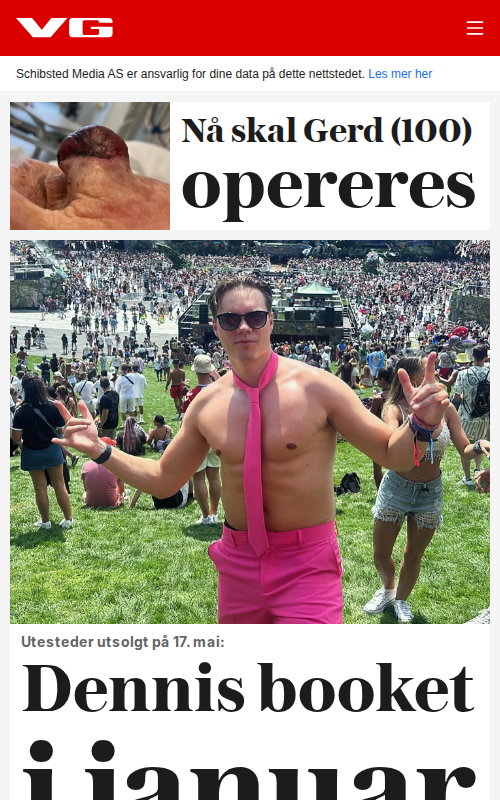 VG
Schibsted Media AS er ansvarlig for dine data på dette nettstedet. Les mer her
Nå skal Gerd (100)
opereres
Utesteder utsolgt på 17. mai:
Dennis booket
i januar